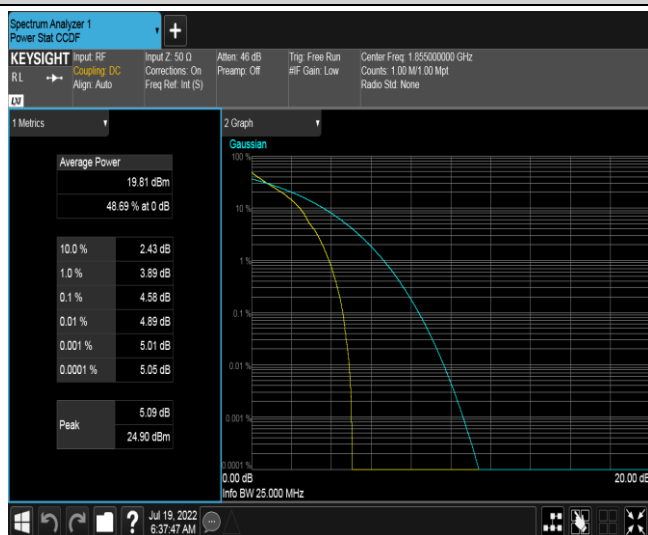 Spectrum Analyzer 1
Power Stat CCDF
+
KEYSIGHT
RL
LXI
Input: RF
Coupling: DC
Align: Auto
Input Z: 50 Ω
Corrections: On
Freq Ref: Int (S)
Atten: 46 dB
Preamp: Off
Trig: Free Run
#IF Gain: Low
Center Freq: 1.855000000 GHz
Counts: 1.00 M/1.00 Mpt
Radio Std: None
1 Metrics
Average Power
19.81 dBm
48.69 % at 0 dB
10.0 % 2.43 dB
1.0 % 3.89 dB
0.1 % 4.58 dB
0.01 % 4.89 dB
0.001 % 5.01 dB
0.0001 % 5.05 dB
Peak
5.09 dB
24.90 dBm
2 Graph
Gaussian
100 %
10 %
1 %
0.1 %
0.01 %
0.001 %
0.0001 %
0.00 dB 20.00 dB
Info BW 25.000 MHz
?
Jul 19, 2022
6:37:47 AM